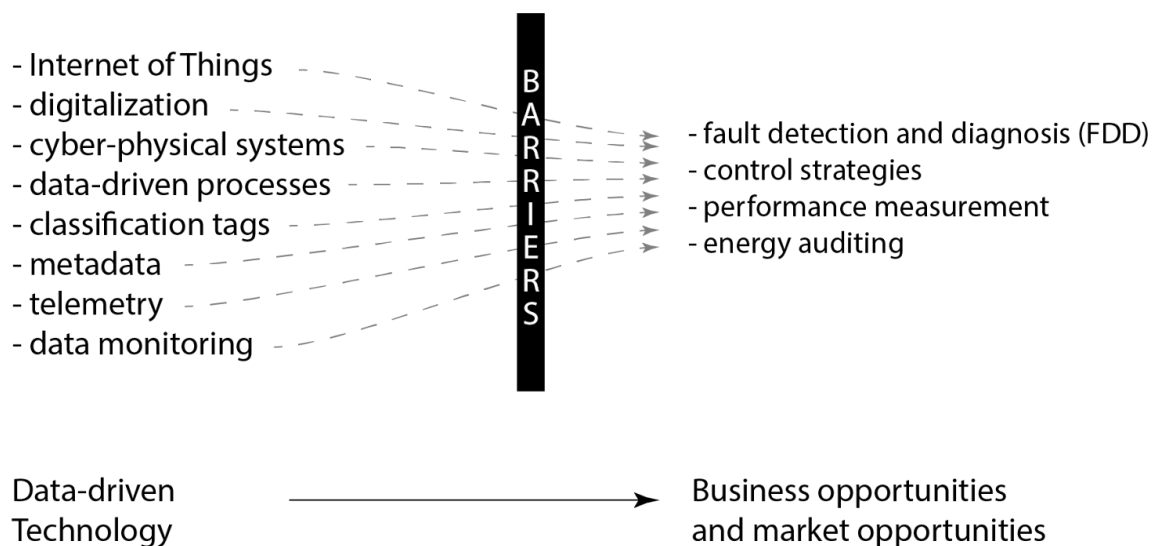 - Internet of Things
- digitalization
- cyber-physical systems
- data-driven processes
- classification tags
- metadata
- telemetry
- data monitoring
BARRIERS
- fault detection and diagnosis (FDD)
- control strategies
- performance measurement
- energy auditing
Data-driven
Technology
Business opportunities
and market opportunities